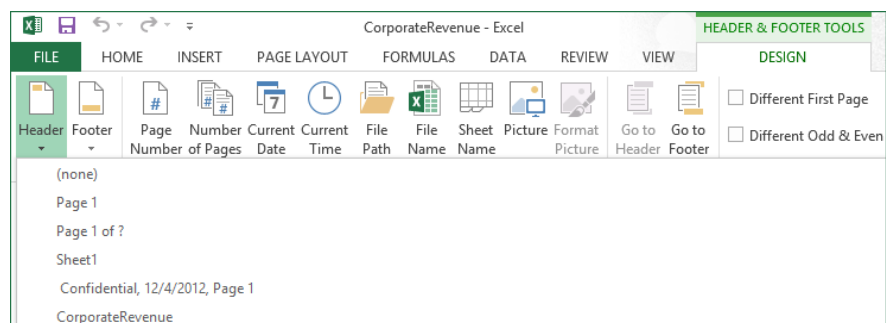 CorporateRevenue - Excel
HEADER & FOOTER TOOLS
FILE HOME INSERT PAGE LAYOUT FORMULAS DATA REVIEW VIEW DESIGN
Header Footer Page Number Current Current File File Sheet Picture Format Go to Go to
Number of Pages Date Time Path Name Name Picture Header Footer
Different First Page
Different Odd & Even
(none)
Page 1
Page 1 of ?
Sheet1
Confidential, 12/4/2012, Page 1
CorporateRevenue